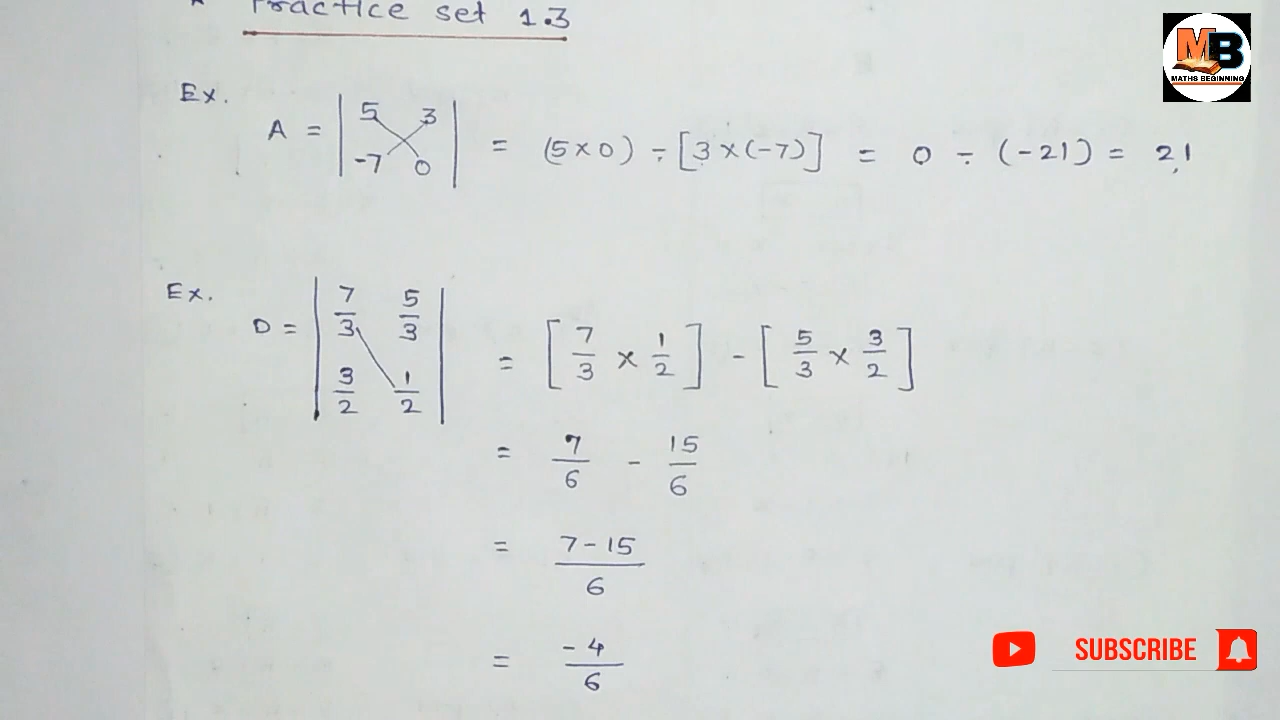 * Practice set 1.3
MB
MATHS BEGINNING
Ex.
A = | 5 3 | = (5×0) ÷ [3×(-7)] = 0 ÷ (-21) = 21
| -7 0 |
Ex.
D = | 7/3 5/3 | = [7/3 × 1/2] - [5/3 × 3/2]
| 3/2 1/2 |
= 7/6 - 15/6
= 7-15/6
= -4/6
SUBSCRIBE